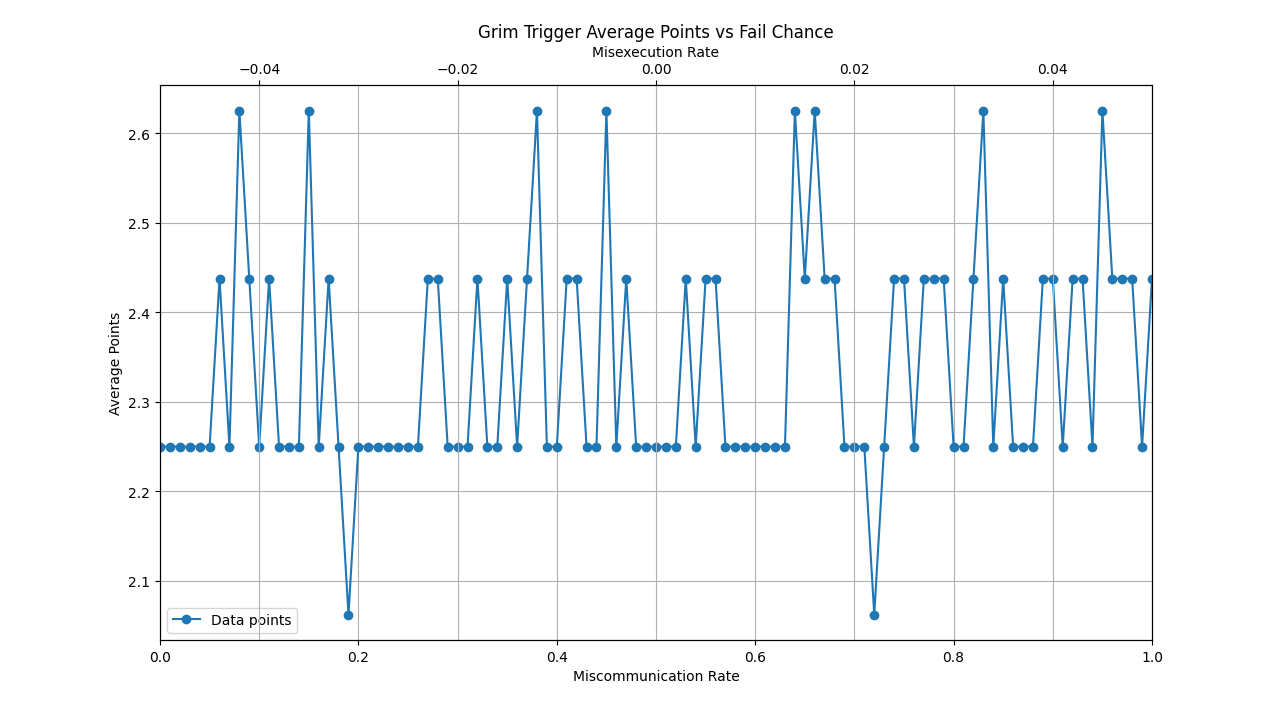 Grim Trigger Average Points vs Fail Chance
Misexecution Rate
−0.04 −0.02 0.00 0.02 0.04
2.6
2.5
2.4
2.3
2.2
2.1
Average Points
Data points
0.0 0.2 0.4 0.6 0.8 1.0
Miscommunication Rate